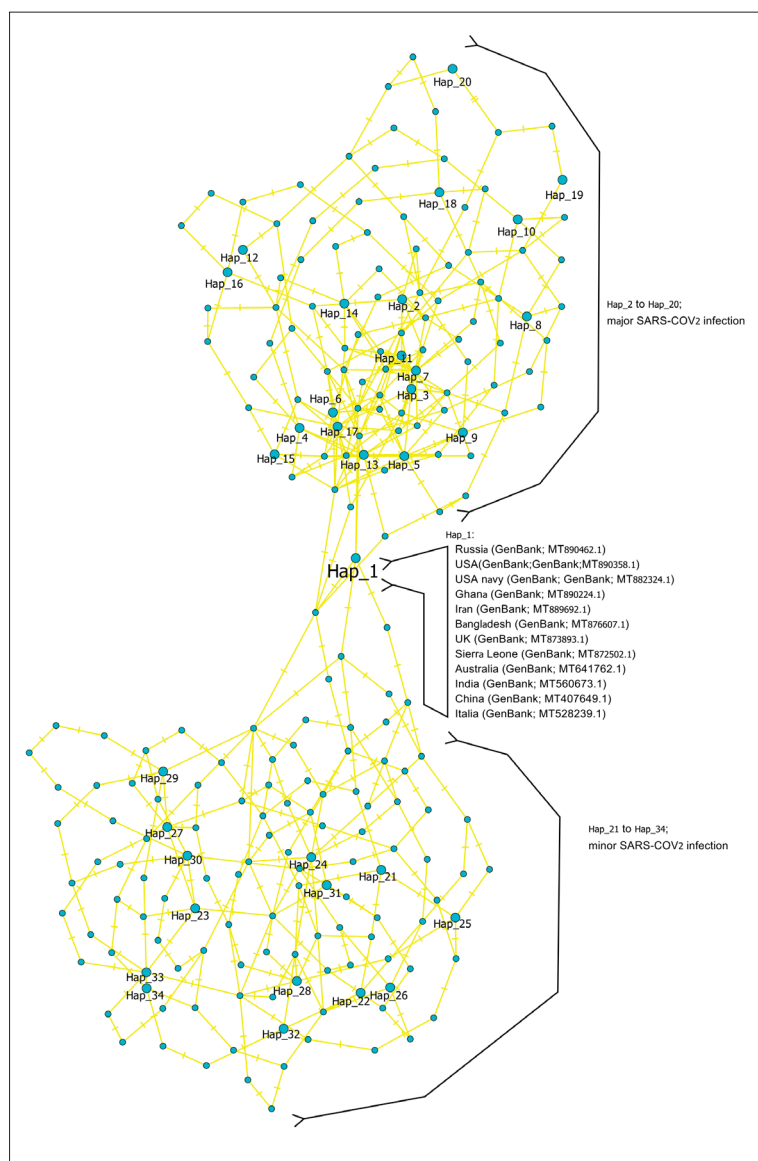 Hap_20
Hap_19
Hap_18
Hap_10
Hap_12
Hap_16
Hap_2
Hap_14
Hap_8
Hap_2 to Hap_20;
major SARS-COV2 infection
Hap_11
Hap_7
Hap_3
Hap_6
Hap_17
Hap_4
Hap_9
Hap_15
Hap_13
Hap_5
Hap_1
Hap_1:
Russia (GenBank; MT890462.1)
USA(GenBank;GenBank;MT890358.1)
USA navy (GenBank; GenBank; MT882324.1)
Ghana (GenBank; MT890224.1)
Iran (GenBank; MT889692.1)
Bangladesh (GenBank; MT876607.1)
UK (GenBank; MT873893.1)
Sierra Leone (GenBank; MT872502.1)
Australia (GenBank; MT641762.1)
India (GenBank; MT560673.1)
China (GenBank; MT407649.1)
Italia (GenBank; MT528239.1)
Hap_29
Hap_27
Hap_21 to Hap_34;
minor SARS-COV2 infection
Hap_30
Hap_24
Hap_21
Hap_31
Hap_23
Hap_25
Hap_33
Hap_34
Hap_28
Hap_22
Hap_26
Hap_32